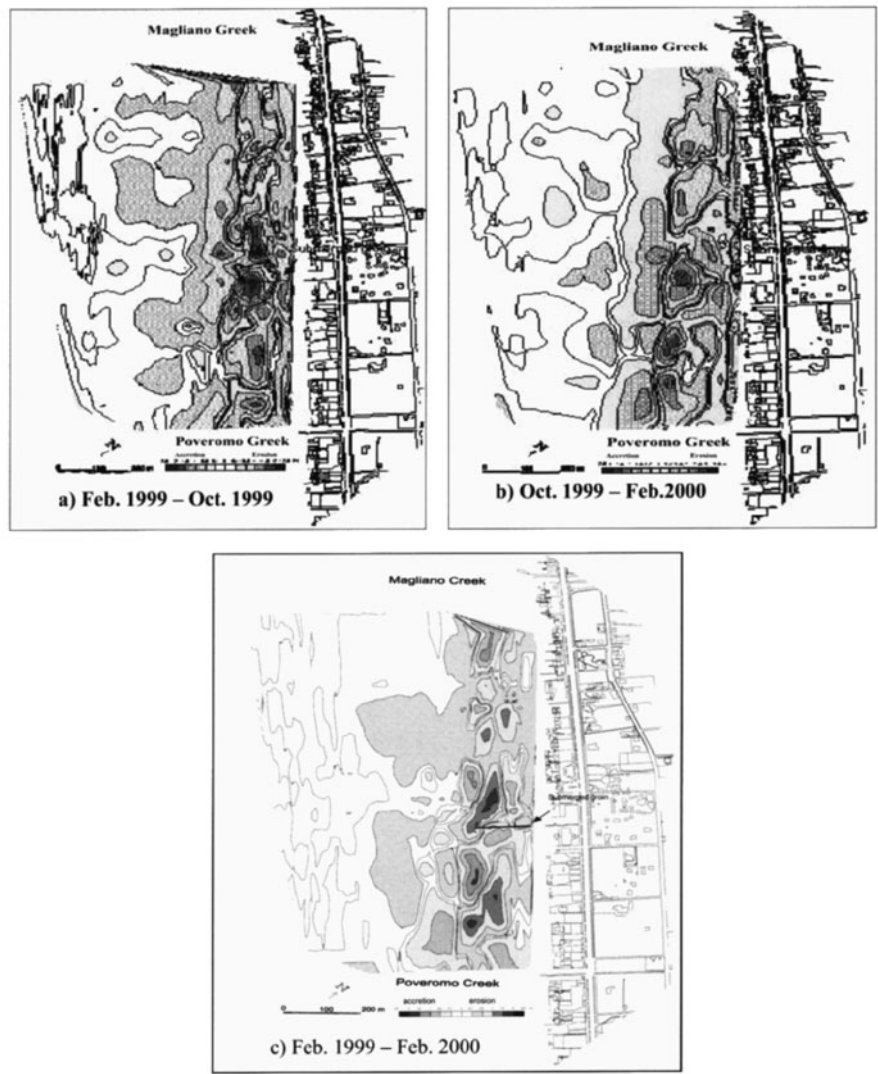 Magliano Greek
Poveromo Greek
Accretion Erosion
a) Feb. 1999 – Oct. 1999
Magliano Greek
Poveromo Greek
Accretion Erosion
b) Oct. 1999 – Feb.2000
Magliano Creek
Poveromo Creek
0 100 200 m
accretion erosion
c) Feb. 1999 – Feb. 2000